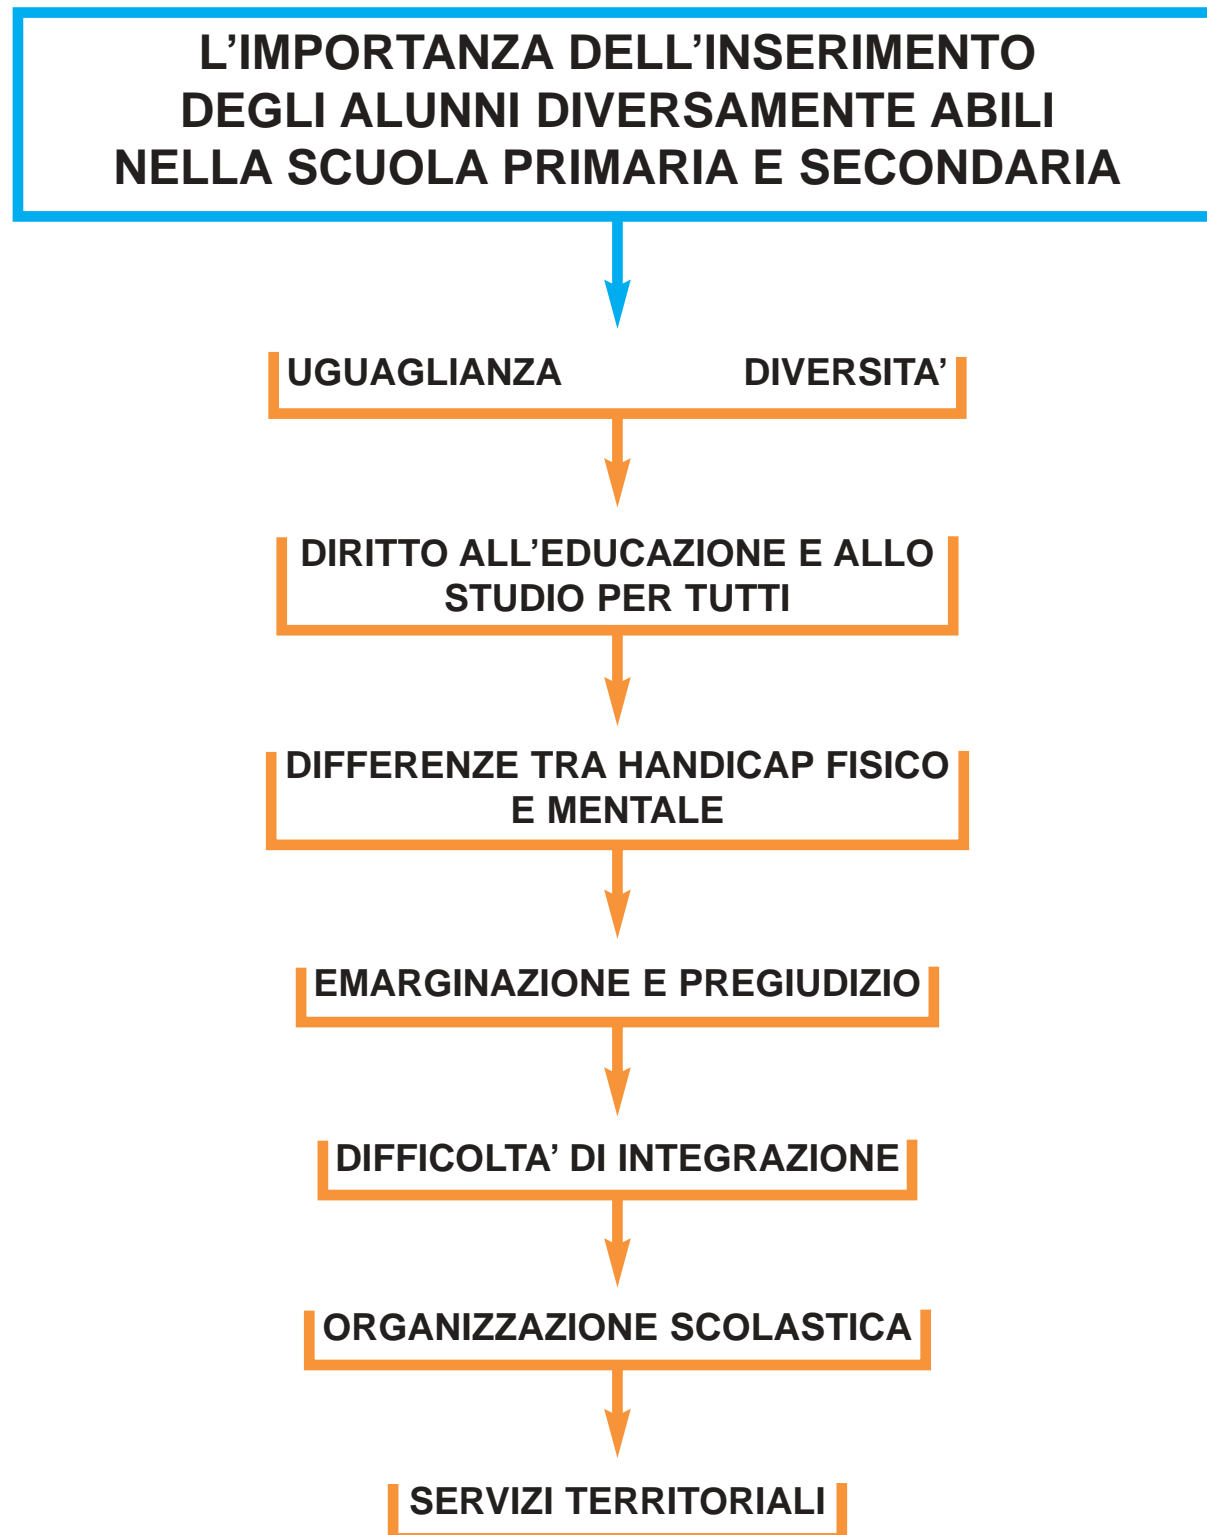 L’IMPORTANZA DELL’INSERIMENTO
DEGLI ALUNNI DIVERSAMENTE ABILI
NELLA SCUOLA PRIMARIA E SECONDARIA
UGUAGLIANZA DIVERSITA’
DIRITTO ALL’EDUCAZIONE E ALLO
STUDIO PER TUTTI
DIFFERENZE TRA HANDICAP FISICO
E MENTALE
EMARGINAZIONE E PREGIUDIZIO
DIFFICOLTA’ DI INTEGRAZIONE
ORGANIZZAZIONE SCOLASTICA
SERVIZI TERRITORIALI